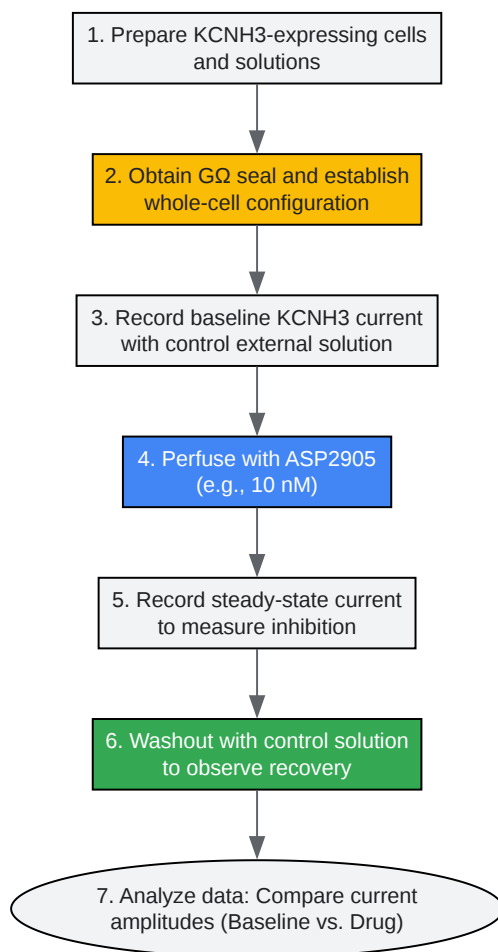 1. Prepare KCNH3-expressing cells
and solutions
2. Obtain GΩ seal and establish
whole-cell configuration
3. Record baseline KCNH3 current
with control external solution
4. Perfuse with ASP2905
(e.g., 10 nM)
5. Record steady-state current
to measure inhibition
6. Washout with control solution
to observe recovery
7. Analyze data: Compare current
amplitudes (Baseline vs. Drug)